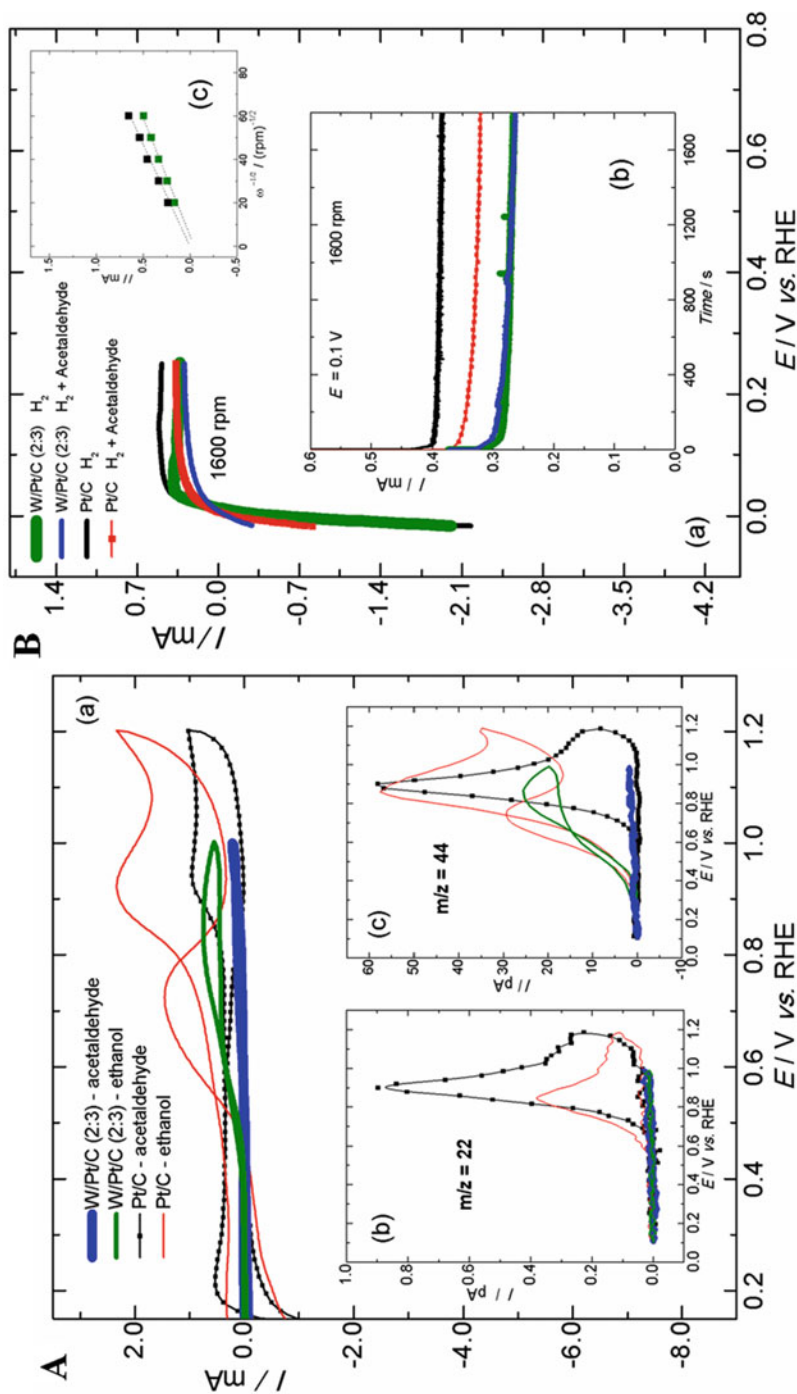 A
(a)
W/Pt/C (2:3) - acetaldehyde
W/Pt/C (2:3) - ethanol
Pt/C - acetaldehyde
Pt/C - ethanol
I / mA
2.0
0.0
-2.0
-4.0
-6.0
-8.0
0.2
0.4
0.6
0.8
1.0
1.2
E / V vs. RHE
(b)
m/z = 22
I / pA
1.0
0.8
0.6
0.4
0.2
0.0
0.0
0.2
0.4
0.6
0.8
1.0
1.2
E / V vs. RHE
(c)
m/z = 44
I / pA
60
50
40
30
20
10
0
-10
0.0
0.2
0.4
0.6
0.8
1.0
1.2
E / V vs. RHE
B
W/Pt/C (2:3) H2
W/Pt/C (2:3) H2 + Acetaldehyde
Pt/C H2
Pt/C H2 + Acetaldehyde
1600 rpm
(a)
I / mA
1.4
0.7
0.0
-0.7
-1.4
-2.1
-2.8
-3.5
-4.2
0.0
0.2
0.4
0.6
0.8
E / V vs. RHE
(c)
I / mA
1.5
1.0
0.5
0.0
-0.5
0
20
40
60
80
ω-1/2 / (rpm)-1/2
(b)
E = 0.1 V
1600 rpm
I / mA
0.6
0.5
0.4
0.3
0.2
0.1
0.0
0
400
800
1200
1600
Time / s